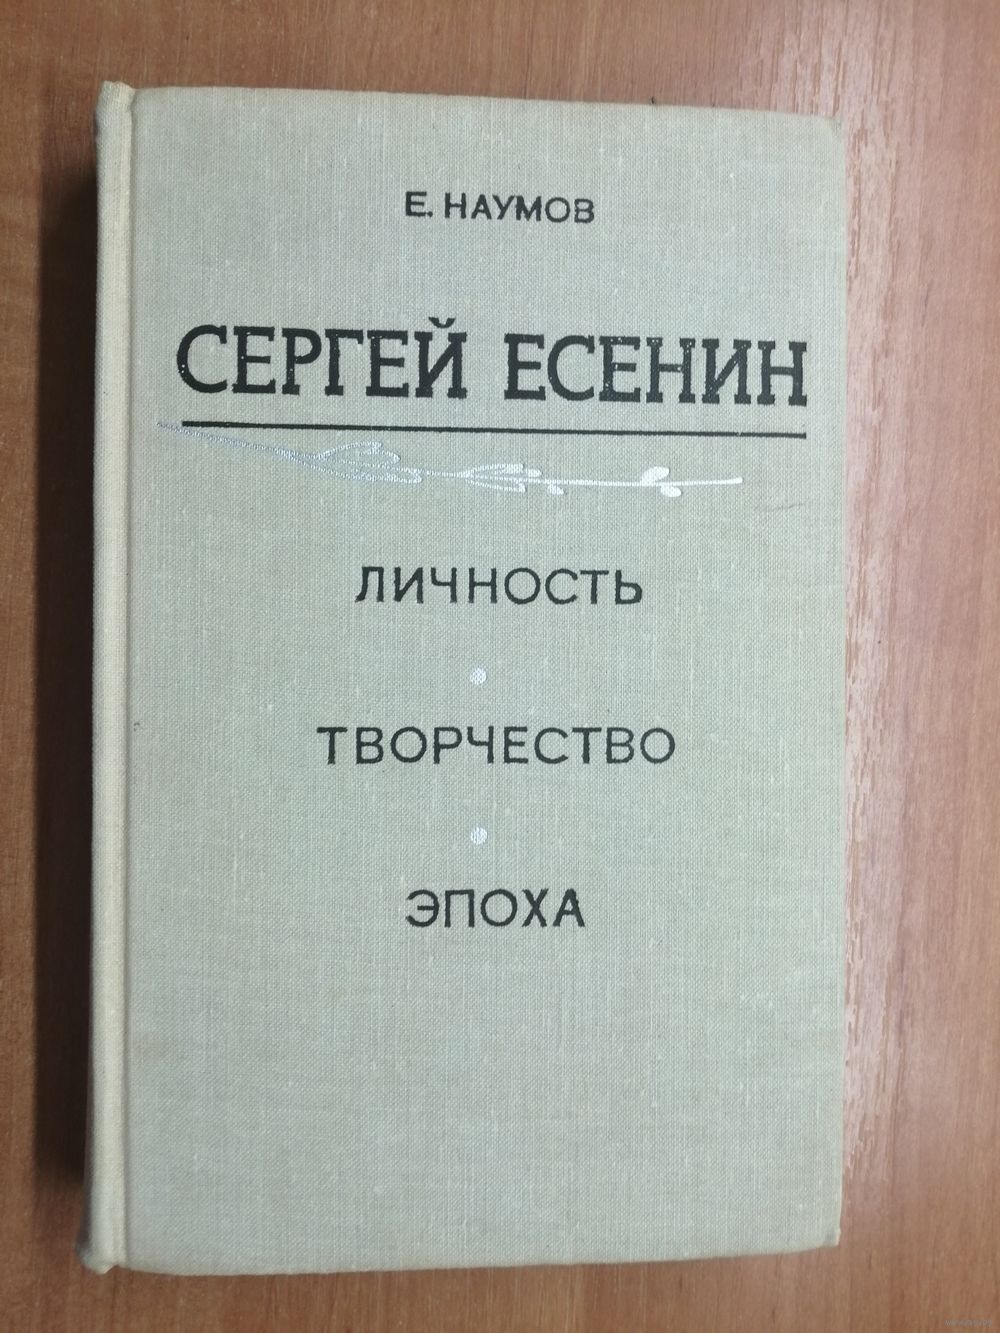 Е. НАУМОВ
СЕРГЕЙ ЕСЕНИН
ЛИЧНОСТЬ
ТВОРЧЕСТВО
ЭПОХА